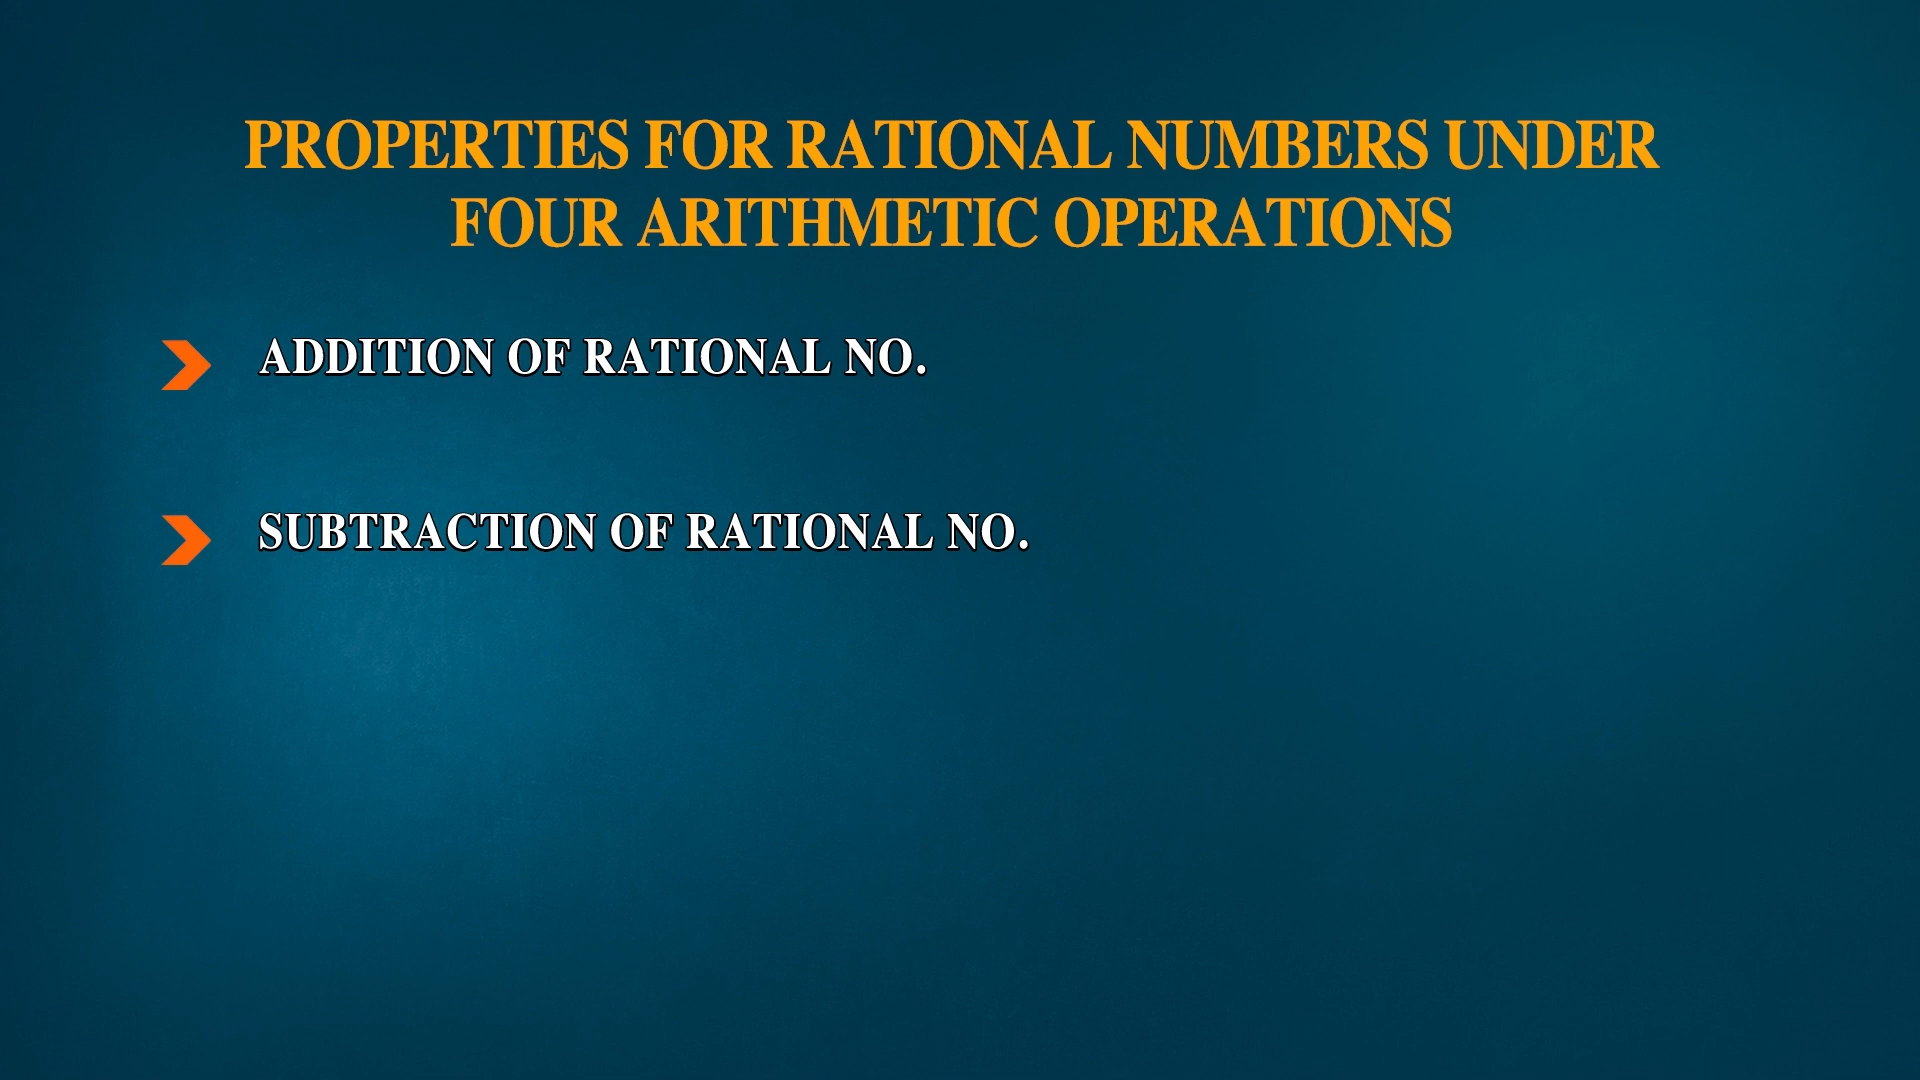 PROPERTIES FOR RATIONAL NUMBERS UNDER
FOUR ARITHMETIC OPERATIONS
ADDITION OF RATIONAL NO.
SUBTRACTION OF RATIONAL NO.